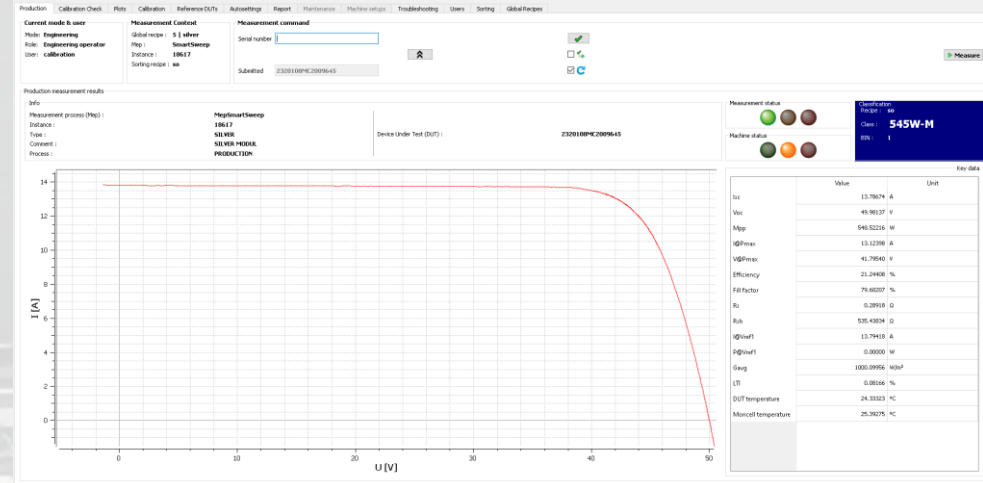 Production Calibration Check Plots Calibration Reference DUTs Autosettings Report Maintenance Machine setups Troubleshooting Users Sorting Global Recipes
Current mode & user
Mode: Engineering
Role: Engineering operator
User: calibration
Measurement Context
Global recipe: 5 | silver
Mep: SmartSweep
Instance: 18617
Sorting recipe: so
Measurement command
Serial number
Submitted 2320108MC2009645
Measure
Production measurement results
Info
Measurement process (Mep): MepSmartSweep
Instance: 18617
Type: SILVER
Comment: SILVER MODUL
Process: PRODUCTION
Device Under Test (DUT): 2320108MC2009645
Measurement status
Machine status
Classification
Recipe: so
Class: 545W-M
BIN: 1
Key data
Value Unit
Isc 13.78674 A
Voc 49.98137 V
Mpp 548.52216 W
I@Pmax 13.12398 A
V@Pmax 41.79540 V
Efficiency 21.24408 %
Fill factor 79.60207 %
Rs 0.28918 Ω
Rsh 535.43834 Ω
I@Vref1 13.79418 A
P@Vref1 0.00000 W
Gavg 1000.09956 W/m²
LTI 0.08166 %
DUT temperature 24.33323 °C
Moncell temperature 25.39275 °C
I [A]
14
12
10
8
6
4
2
0
0 10 20 30 40 50
U [V]